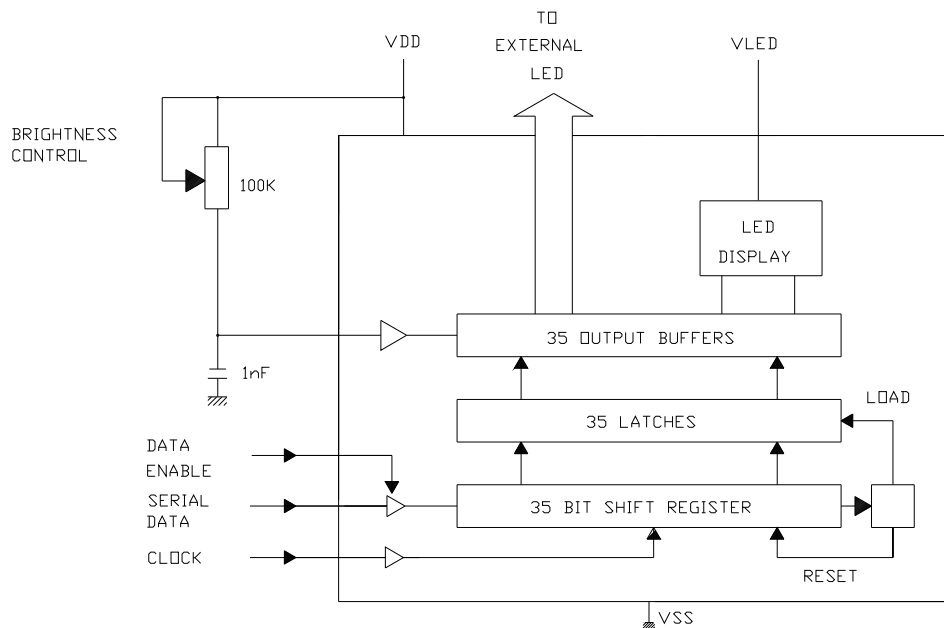 TO
EXTERNAL
LED
VDD
VLED
BRIGHTNESS
CONTROL
100K
LED
DISPLAY
35 OUTPUT BUFFERS
1nF
LOAD
35 LATCHES
DATA
ENABLE
SERIAL
DATA
35 BIT SHIFT REGISTER
CLOCK
RESET
VSS